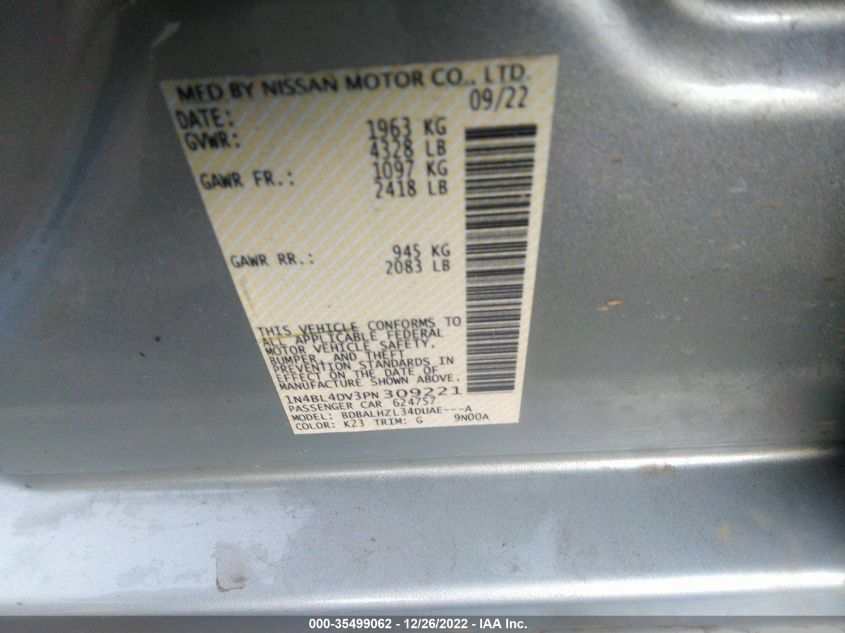 MFD BY NISSAN MOTOR CO., LTD.
DATE: 09/22
GVWR: 1963 KG
4328 LB
GAWR FR.: 1097 KG
2418 LB
GAWR RR.: 945 KG
2083 LB
THIS VEHICLE CONFORMS TO
ALL APPLICABLE FEDERAL
MOTOR VEHICLE SAFETY,
BUMPER, AND THEFT
PREVENTION STANDARDS IN
EFFECT ON THE DATE OF
MANUFACTURE SHOWN ABOVE.
1N4BL4DV3PN309221
PASSENGER CAR 624757
MODEL: BDBALHZL34DUAE---A
COLOR: K23 TRIM: G 9N00A
000-35499062 - 12/26/2022 - IAA Inc.